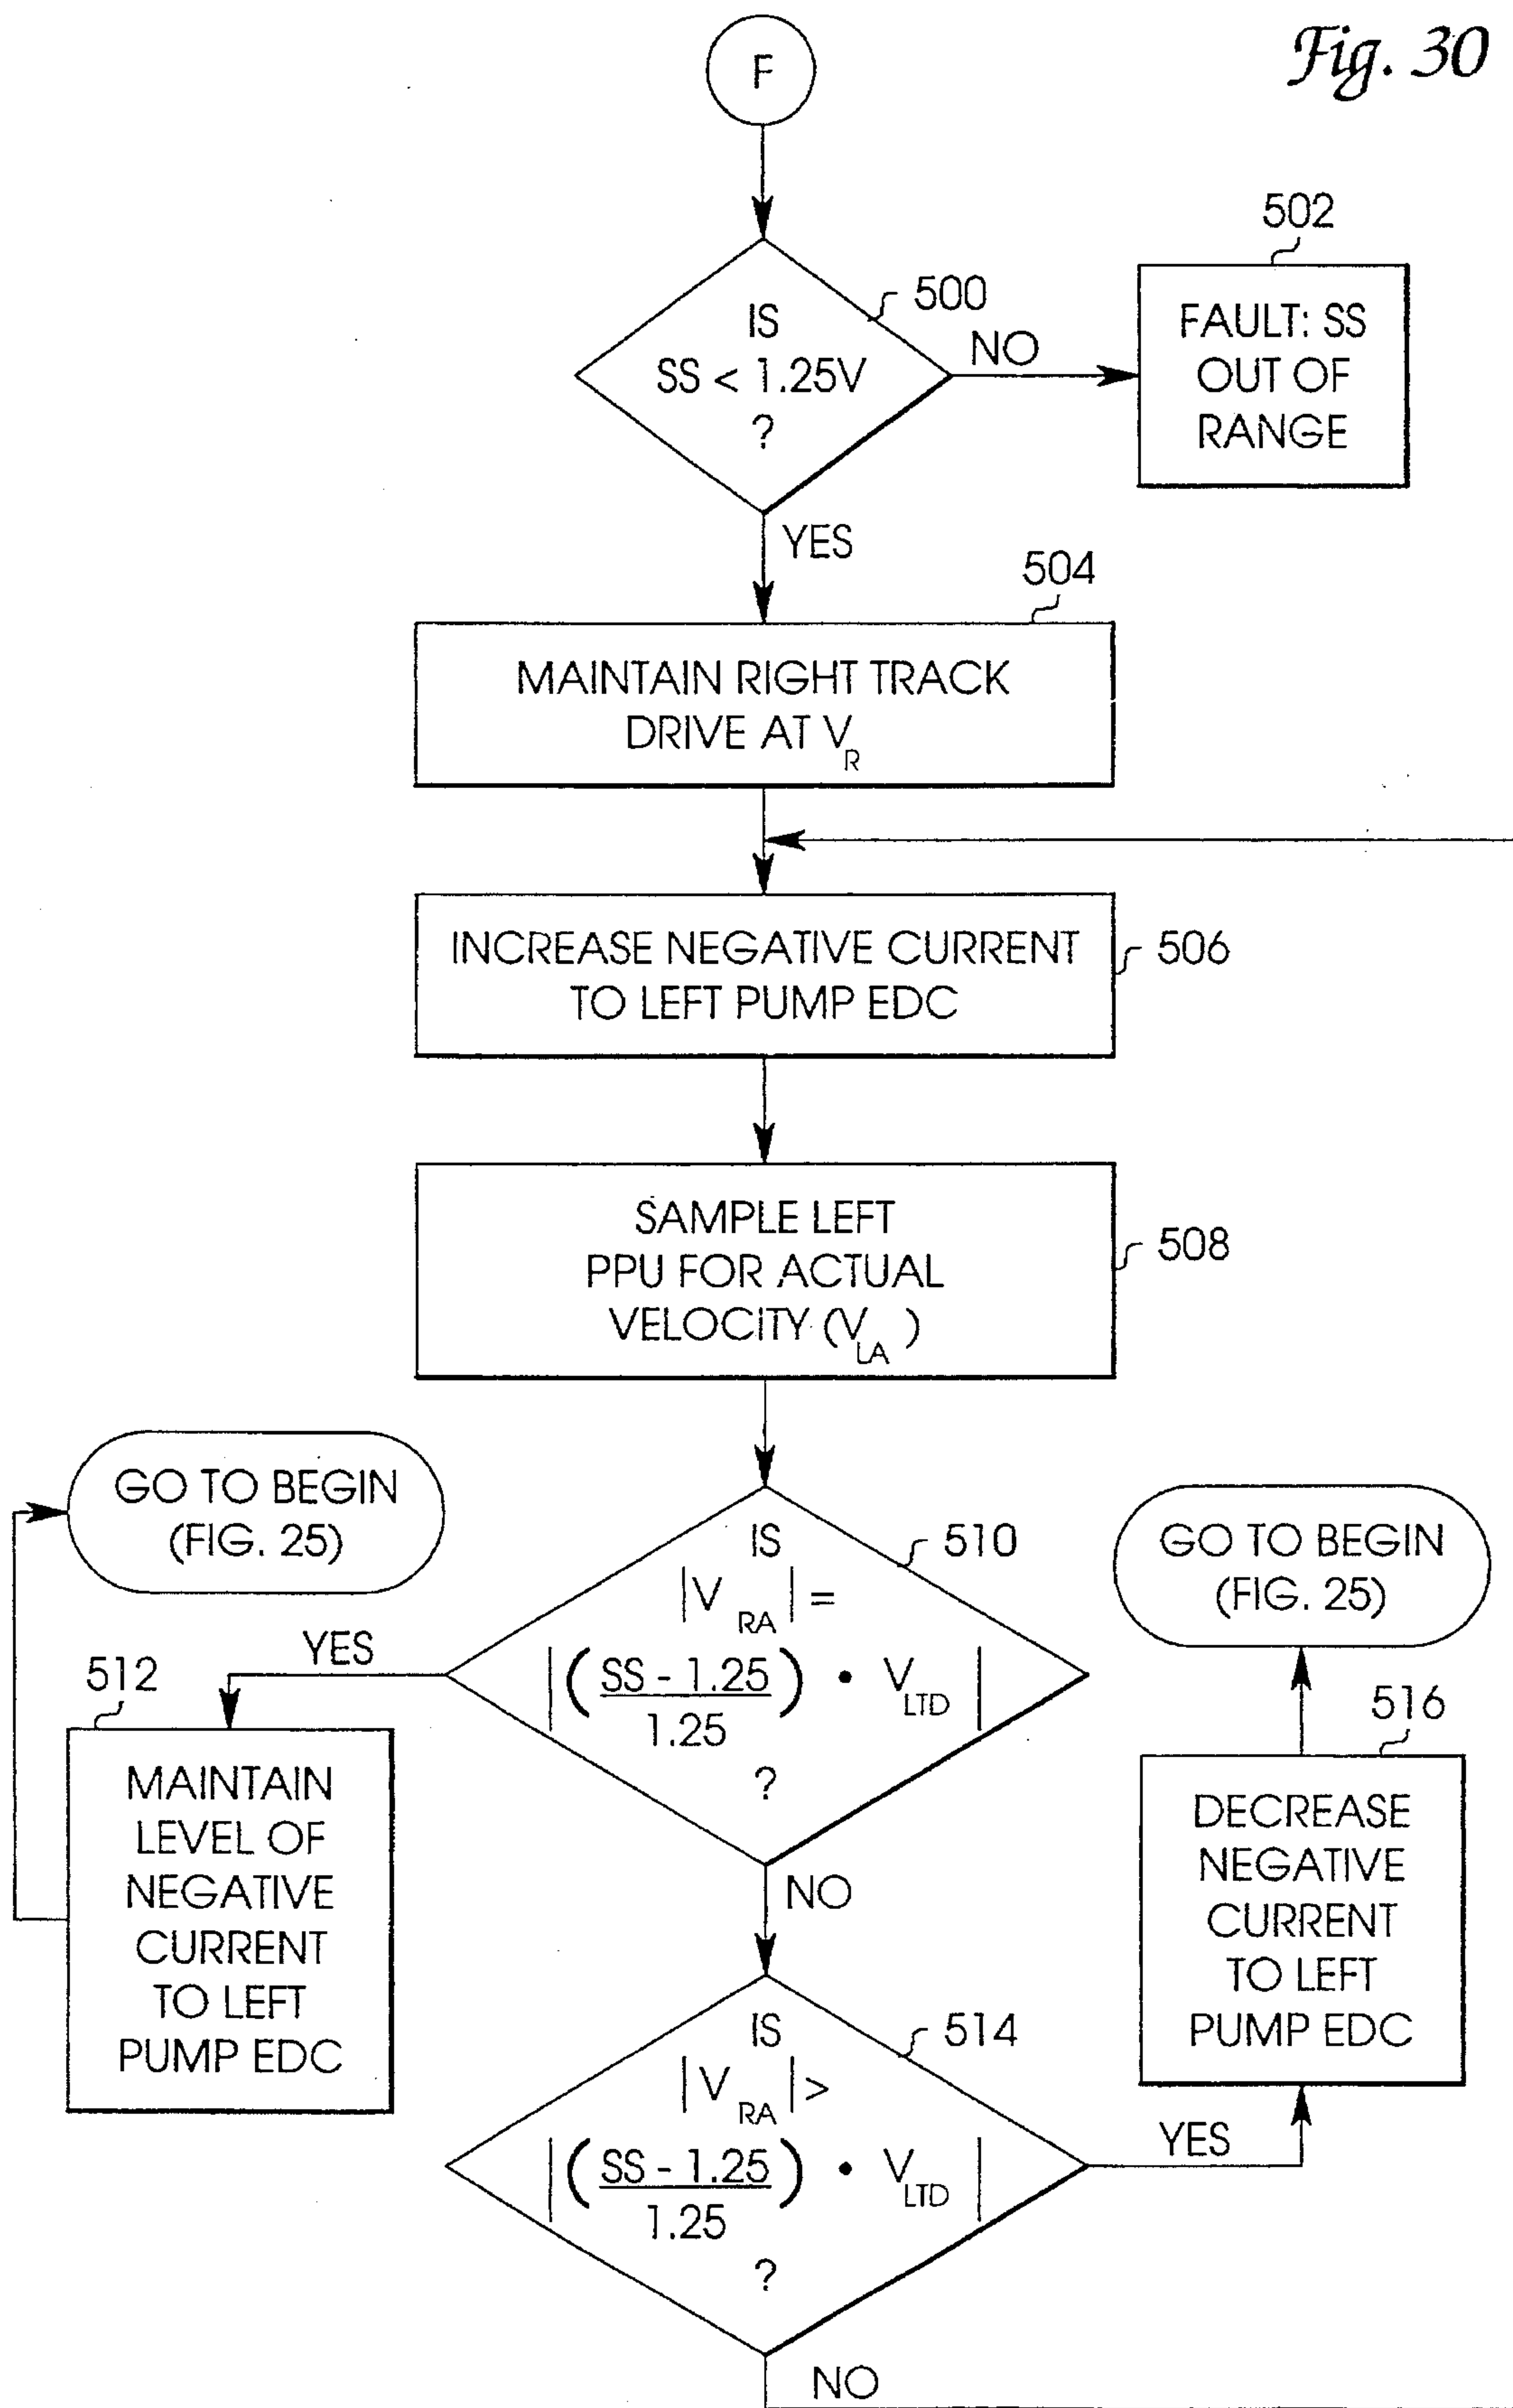 Fig. 30
F
502
500
IS
SS < 1.25V
?
NO
FAULT: SS
OUT OF
RANGE
YES
504
MAINTAIN RIGHT TRACK
DRIVE AT V_R
INCREASE NEGATIVE CURRENT
TO LEFT PUMP EDC
506
SAMPLE LEFT
PPU FOR ACTUAL
VELOCITY (V_LA)
508
GO TO BEGIN
(FIG. 25)
IS
|V_RA| =
|(SS - 1.25
1.25) • V_LTD|
?
510
GO TO BEGIN
(FIG. 25)
YES
512
MAINTAIN
LEVEL OF
NEGATIVE
CURRENT
TO LEFT
PUMP EDC
516
DECREASE
NEGATIVE
CURRENT
TO LEFT
PUMP EDC
NO
IS
|V_RA| >
|(SS - 1.25
1.25) • V_LTD|
?
514
YES
NO